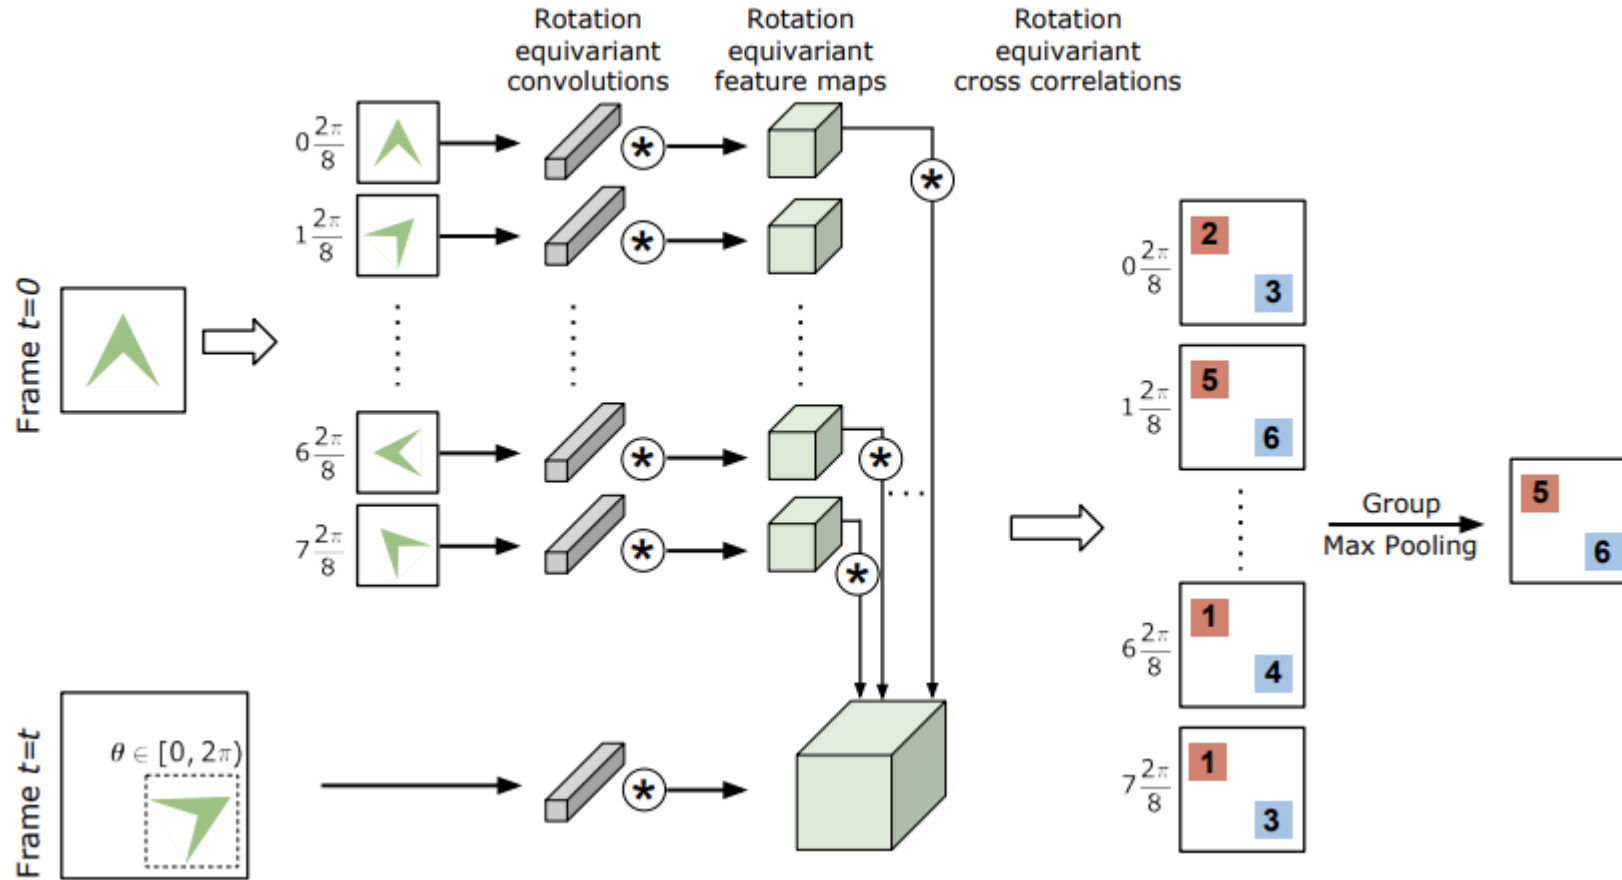 Rotation
equivariant
convolutions
Rotation
equivariant
feature maps
Rotation
equivariant
cross correlations
Frame t=0
0 2π/8
*
*
1 2π/8
*
6 2π/8
*
*
7 2π/8
*
*
Frame t=t
θ ∈ [0, 2π)
*
0 2π/8
2
3
1 2π/8
5
6
6 2π/8
1
4
7 2π/8
1
3
Group
Max Pooling
5
6